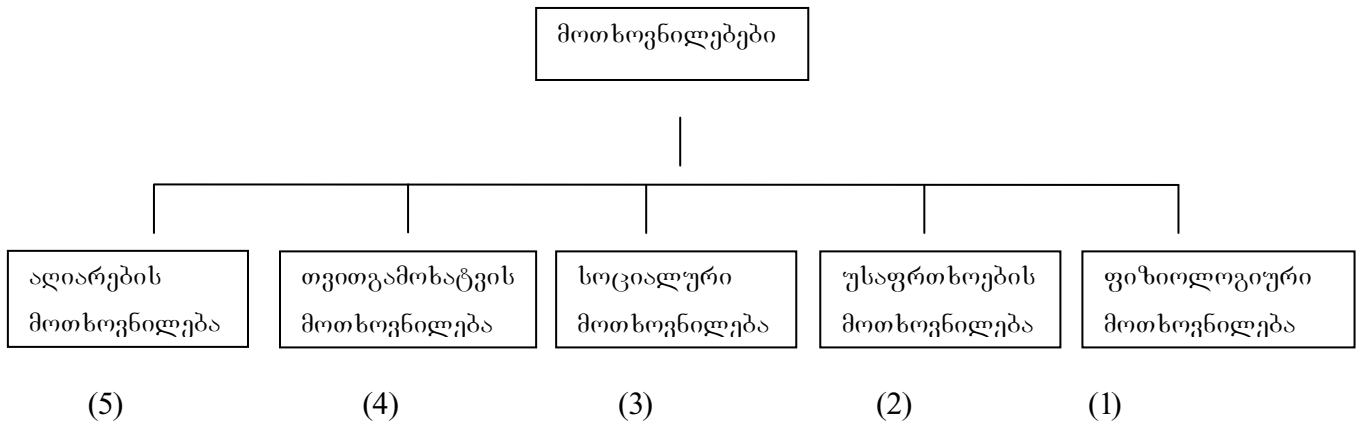 მოთხოვნილებები
აღიარების
მოთხოვნილება
თვითგამოხატვის
მოთხოვნილება
სოციალური
მოთხოვნილება
უსაფრთხოების
მოთხოვნილება
ფიზიოლოგიური
მოთხოვნილება
(5) (4) (3) (2) (1)